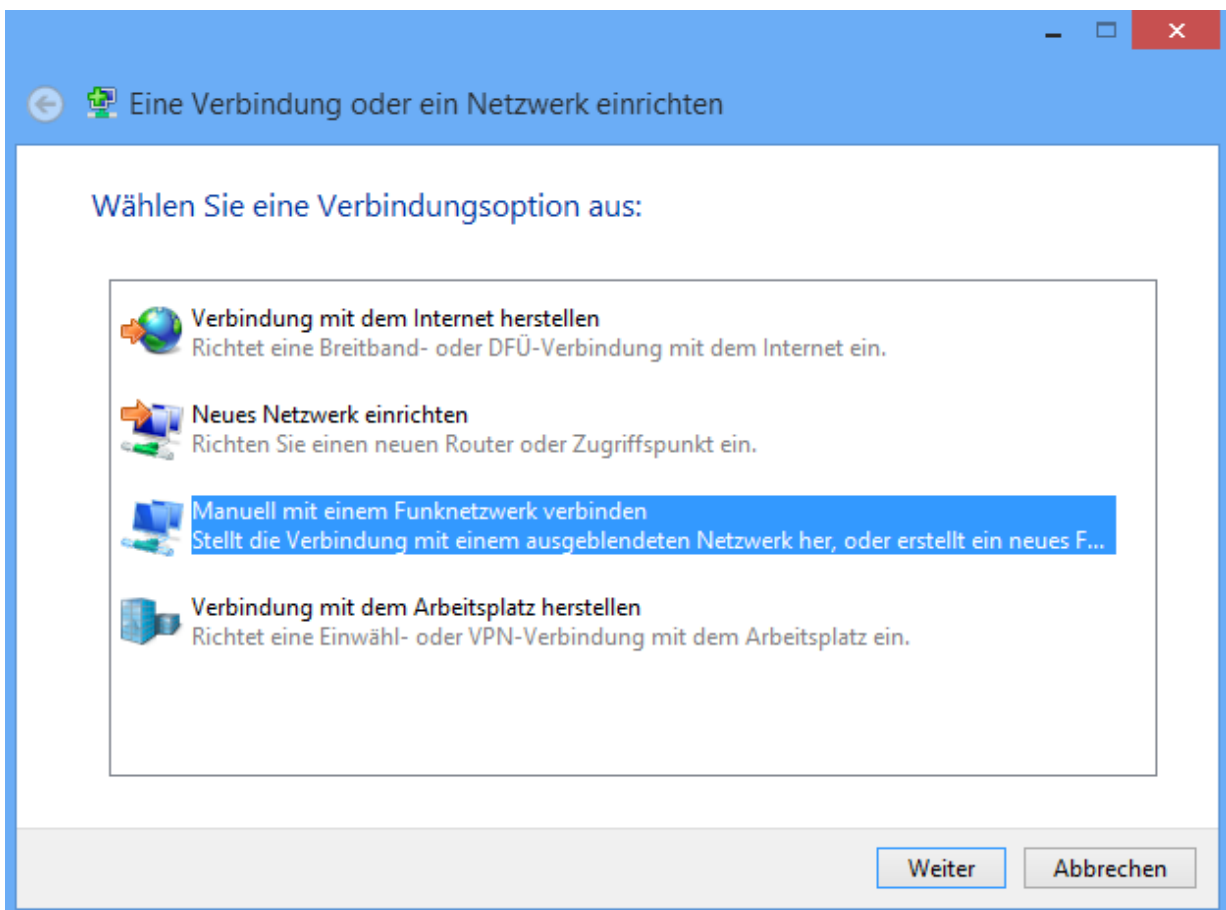 Eine Verbindung oder ein Netzwerk einrichten
Wählen Sie eine Verbindungsoption aus:
Verbindung mit dem Internet herstellen
Richtet eine Breitband- oder DFÜ-Verbindung mit dem Internet ein.
Neues Netzwerk einrichten
Richten Sie einen neuen Router oder Zugriffspunkt ein.
Manuell mit einem Funknetzwerk verbinden
Stellt die Verbindung mit einem ausgeblendeten Netzwerk her, oder erstellt ein neues F...
Verbindung mit dem Arbeitsplatz herstellen
Richtet eine Einwähl- oder VPN-Verbindung mit dem Arbeitsplatz ein.
Weiter Abbrechen